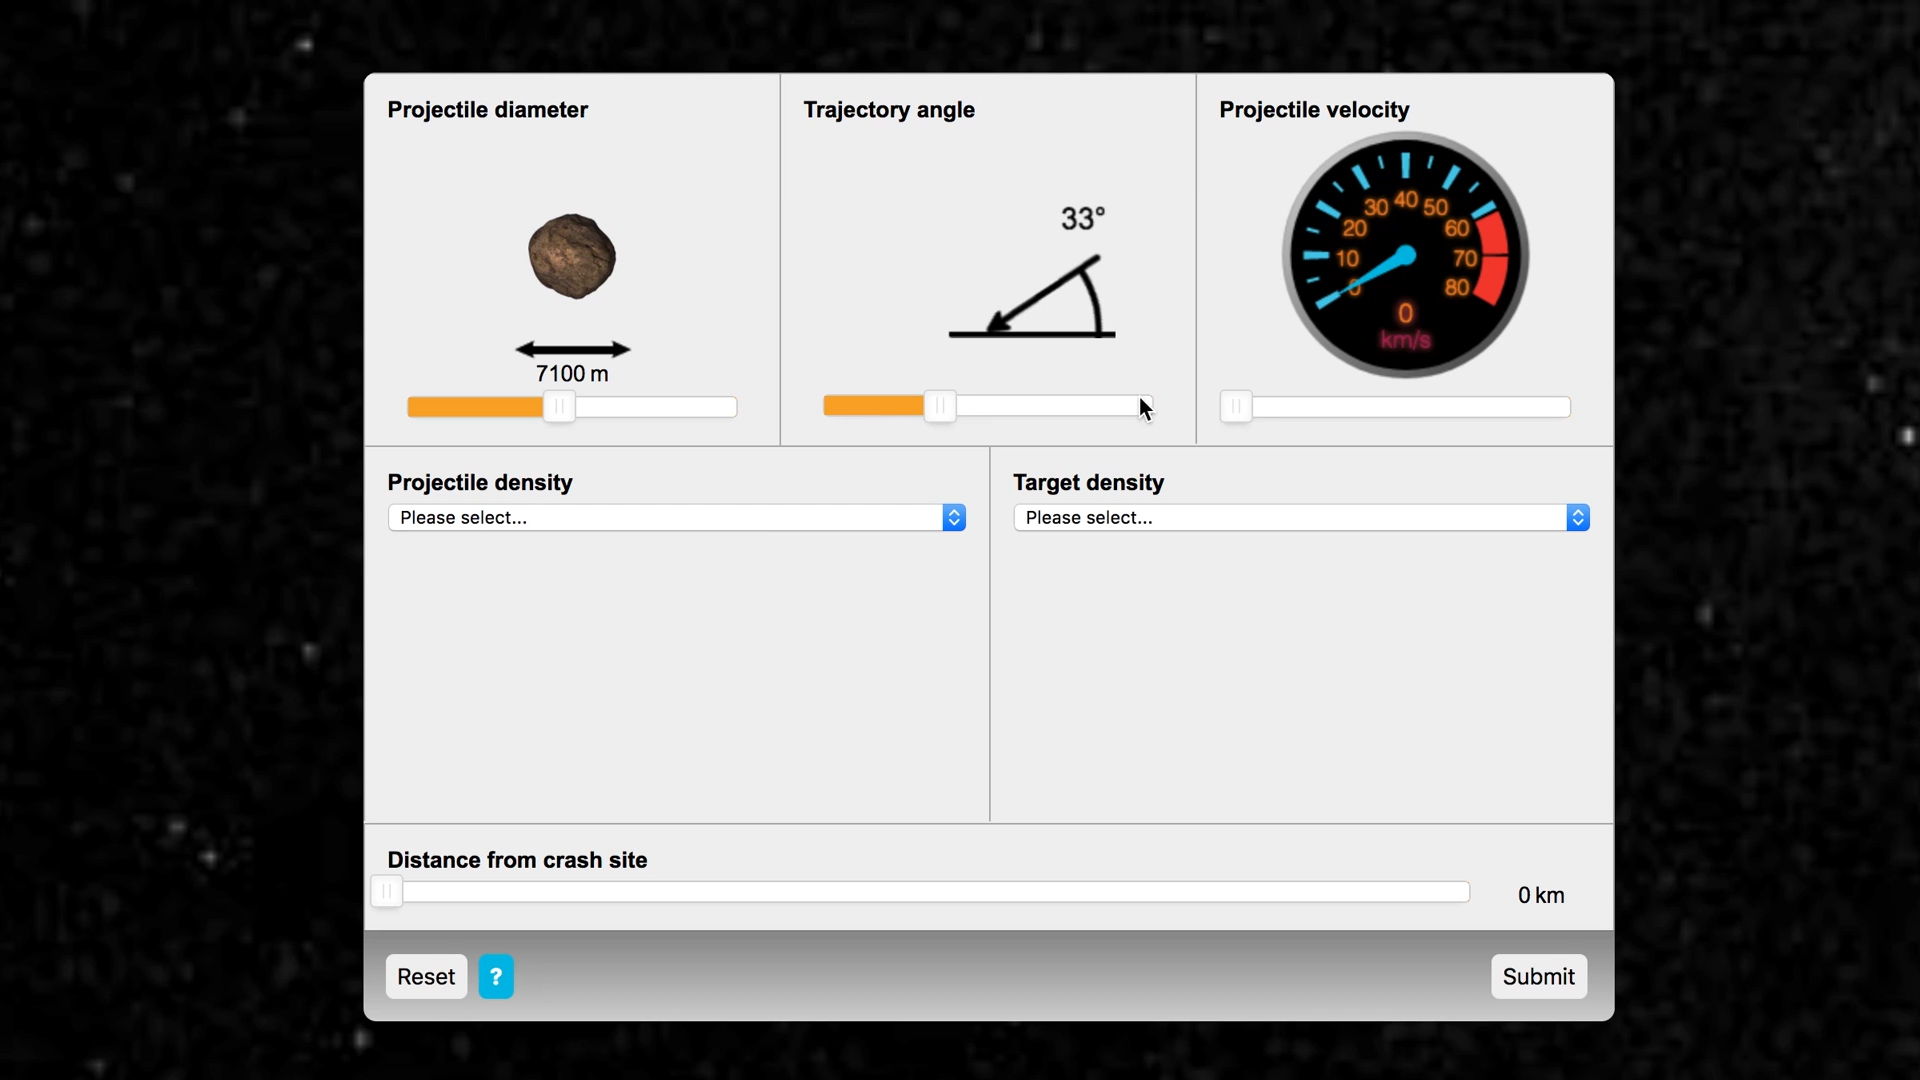 Projectile diameter
7100 m
Trajectory angle
33°
Projectile velocity
0 10 20 30 40 50 60 70 80
0
km/s
Projectile density
Please select...
Target density
Please select...
Distance from crash site
0 km
Reset
?
Submit